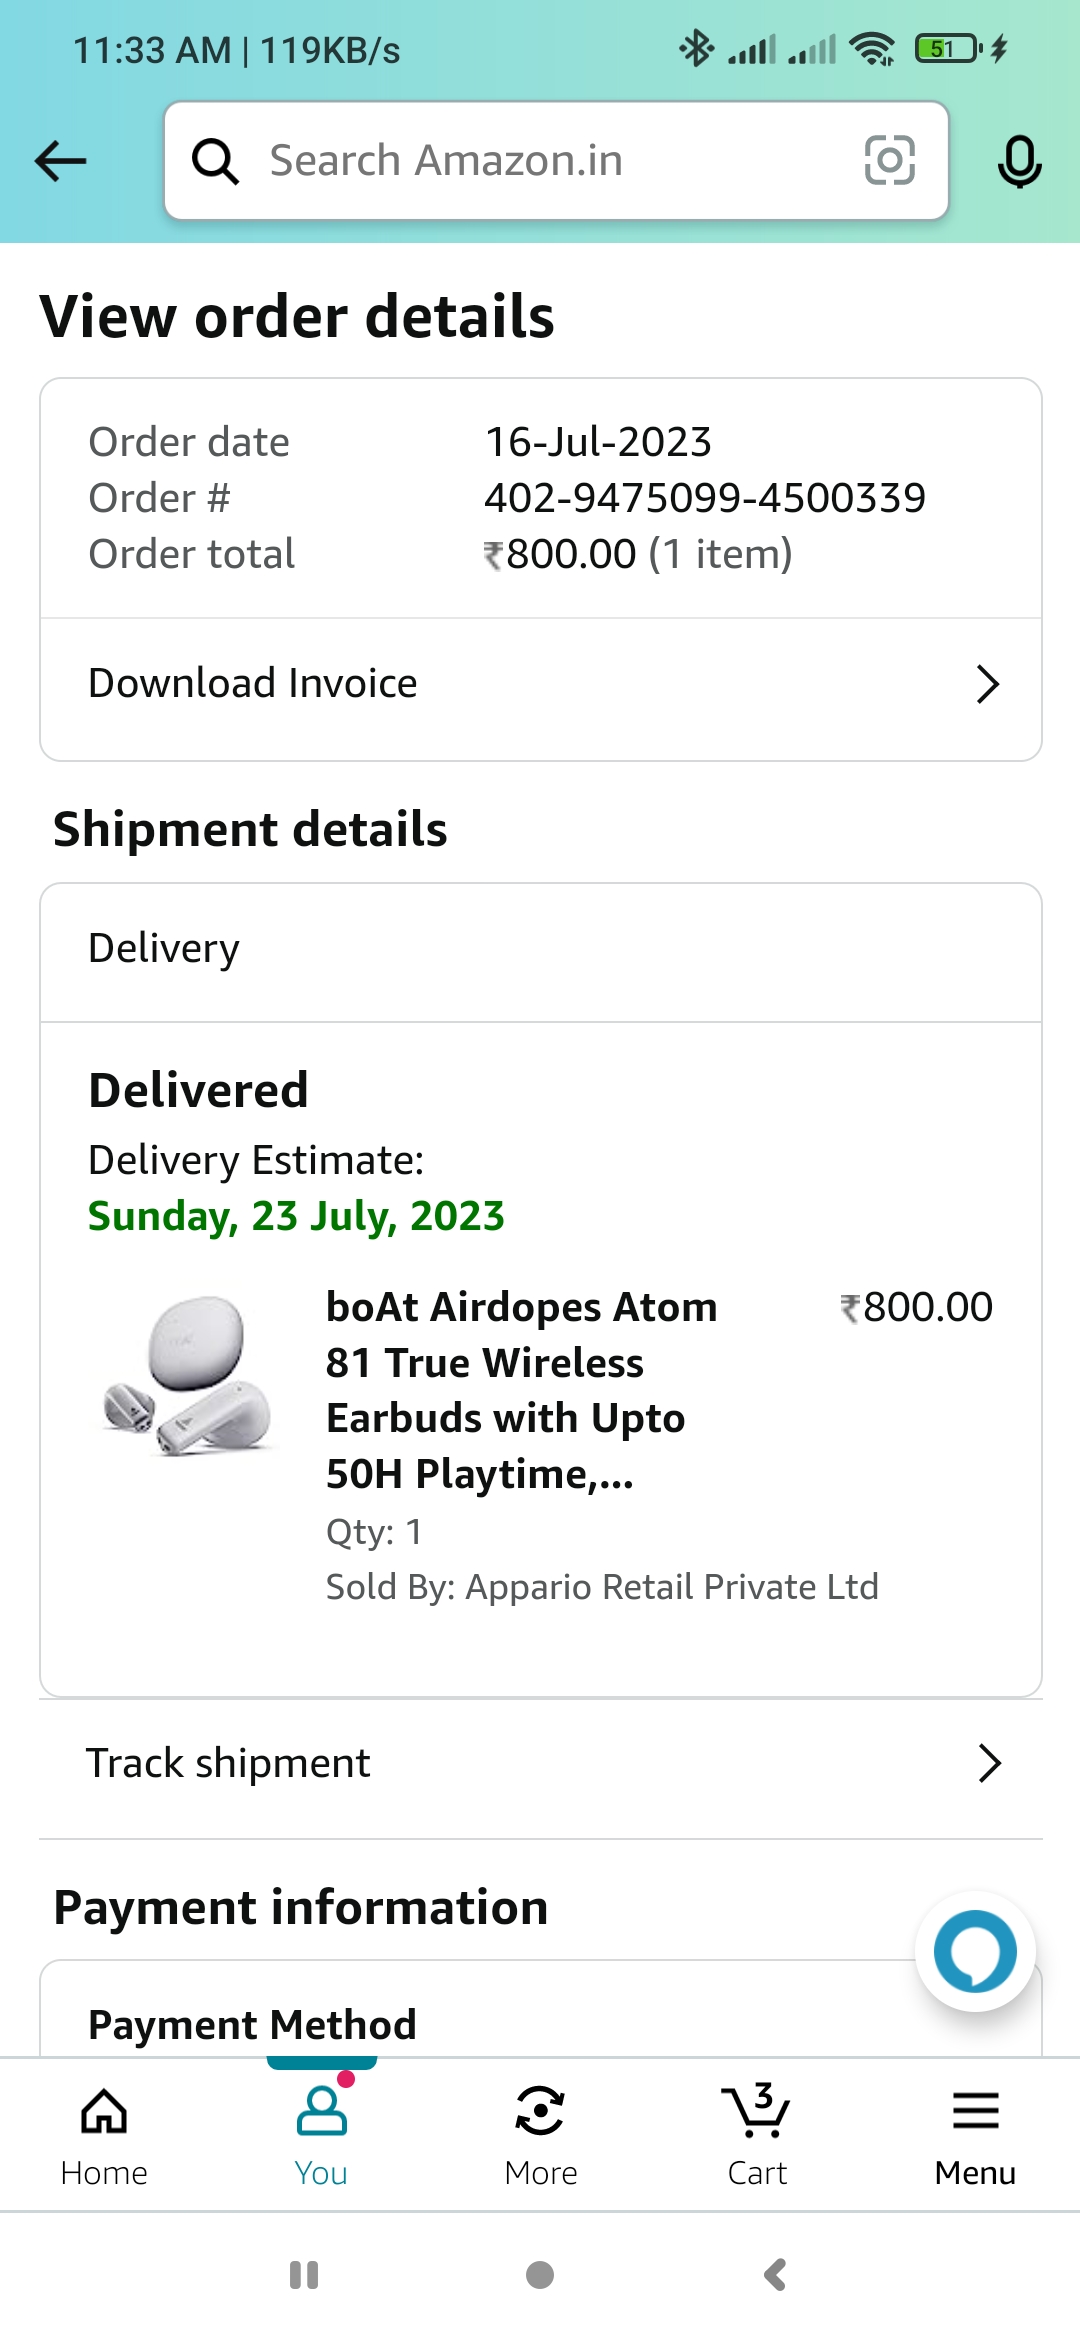 11:33 AM | 119KB/s
51
Search Amazon.in
View order details
Order date 16-Jul-2023
Order # 402-9475099-4500339
Order total ₹800.00 (1 item)
Download Invoice
Shipment details
Delivery
Delivered
Delivery Estimate:
Sunday, 23 July, 2023
boAt Airdopes Atom ₹800.00
81 True Wireless
Earbuds with Upto
50H Playtime,...
Qty: 1
Sold By: Appario Retail Private Ltd
Track shipment
Payment information
Payment Method
3
Home You More Cart Menu